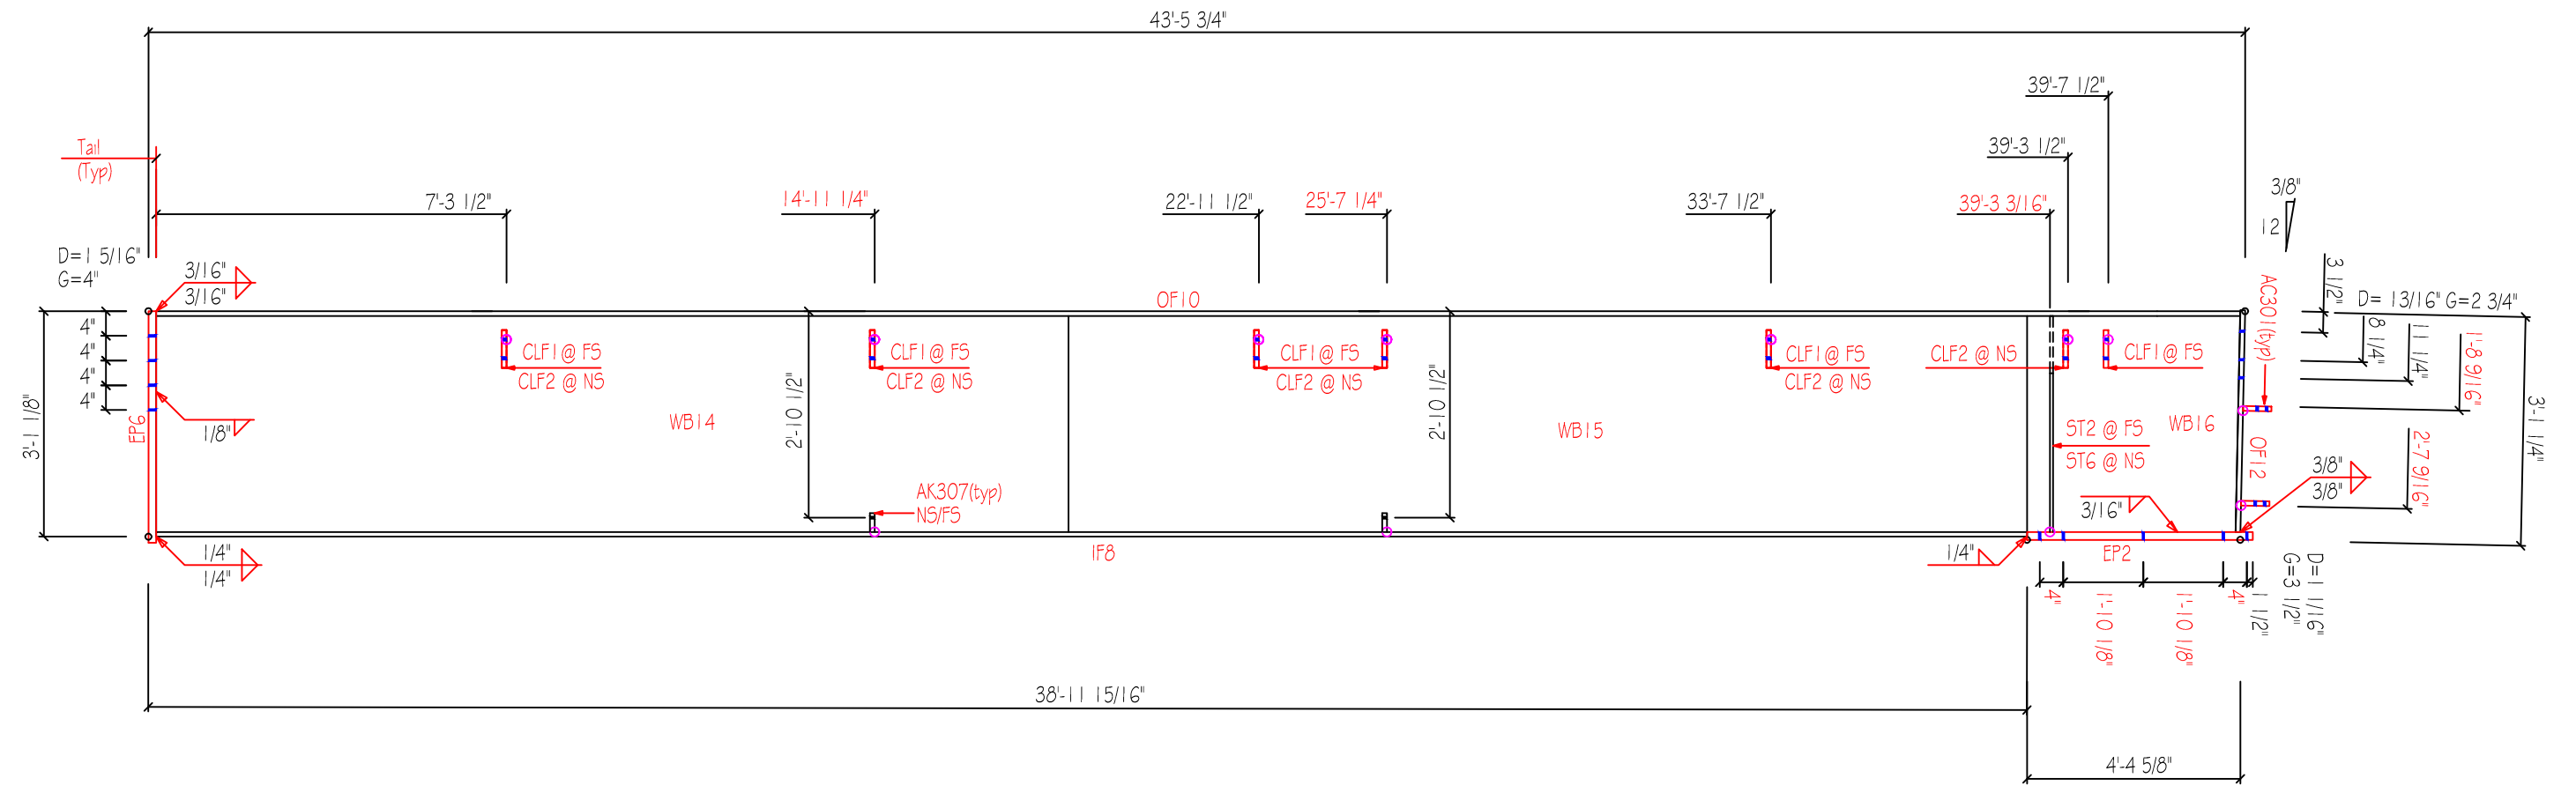 43'-5 3/4"
39'-7 1/2"
39'-3 1/2"
Tail
(Typ)
7'-3 1/2"
14'-11 1/4"
22'-11 1/2"
25'-7 1/4"
33'-7 1/2"
39'-3 3/16"
3/8"
12
D=1 5/16"
G=4"
3/16"
3/16"
OF10
3 1/2"
AC301(typ)
D= 13/16" G=2 3/4"
8 1/4"
11 1/4"
1'-8 9/16"
4"
4"
4"
4"
CLF1 @ FS
CLF2 @ NS
CLF1 @ FS
CLF2 @ NS
CLF1 @ FS
CLF2 @ NS
CLF1 @ FS
CLF2 @ NS
CLF2 @ NS
CLF1 @ FS
3'-1 1/8"
EP6
1/8"
WB14
2'-10 1/2"
2'-10 1/2"
WB15
WB16
ST2 @ FS
ST6 @ NS
OF12
3/8"
3/8"
2'-7 9/16"
3'-1 1/4"
AK307(typ)
NS/FS
3/16"
1/4"
1/4"
IF8
1/4"
EP2
4"
1'-10 1/8"
1'-10 1/8"
4"
1 1/2"
D=1 1/16"
G=3 1/2"
38'-11 15/16"
4'-4 5/8"